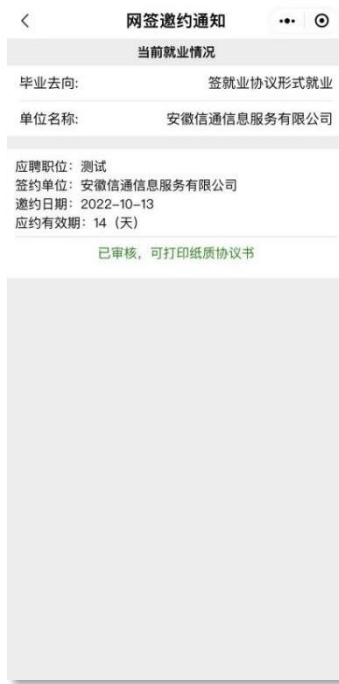 网签邀约通知
当前就业情况
毕业去向: 签就业协议形式就业
单位名称: 安徽信通信息服务有限公司
应聘职位: 测试
签约单位: 安徽信通信息服务有限公司
邀约日期: 2022-10-13
应约有效期: 14（天）
已审核，可打印纸质协议书